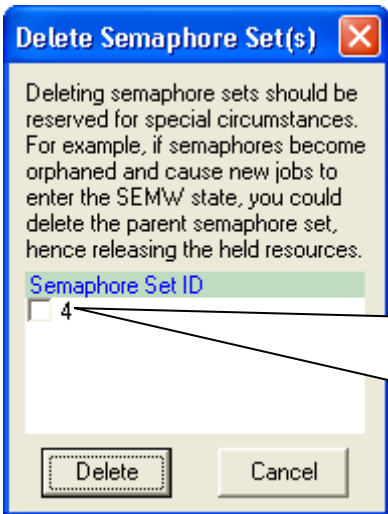 Delete Semaphore Set(s)
Deleting semaphore sets should be
reserved for special circumstances.
For example, if semaphores become
orphaned and cause new jobs to
enter the SEMW state, you could
delete the parent semaphore set,
hence releasing the held resources.
Semaphore Set ID
4
Delete Cancel